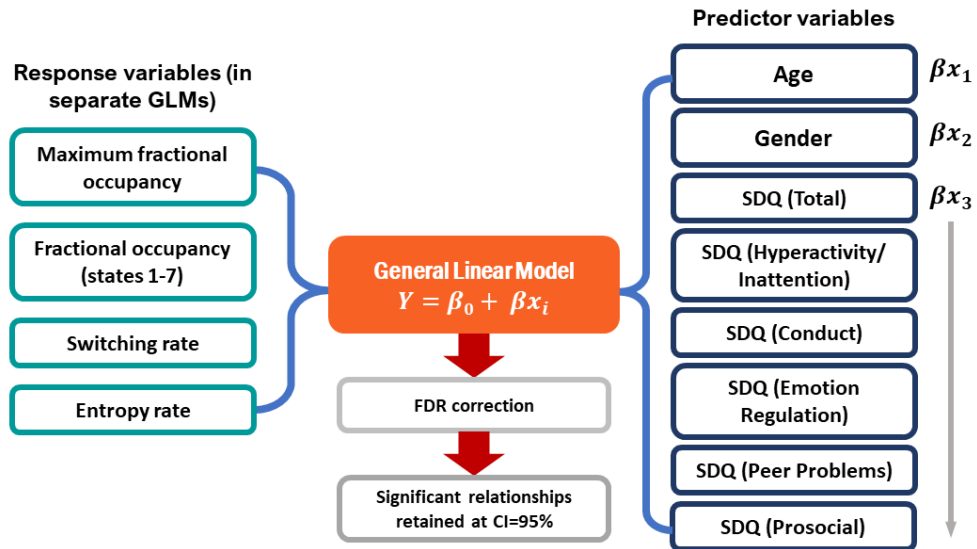 Response variables (in
separate GLMs)
Maximum fractional
occupancy
Fractional occupancy
(states 1-7)
Switching rate
Entropy rate
General Linear Model
Y = β₀ + βxᵢ
FDR correction
Significant relationships
retained at CI=95%
Predictor variables
Age
βx₁
Gender
βx₂
SDQ (Total)
βx₃
SDQ (Hyperactivity/
Inattention)
SDQ (Conduct)
SDQ (Emotion
Regulation)
SDQ (Peer Problems)
SDQ (Prosocial)